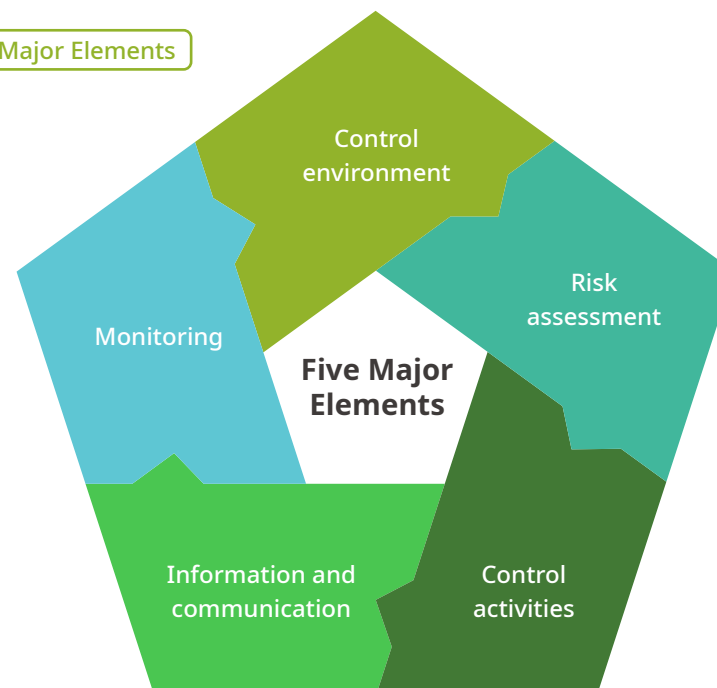 Major Elements
Control
environment
Risk
assessment
Monitoring
Five Major
Elements
Information and
communication
Control
activities